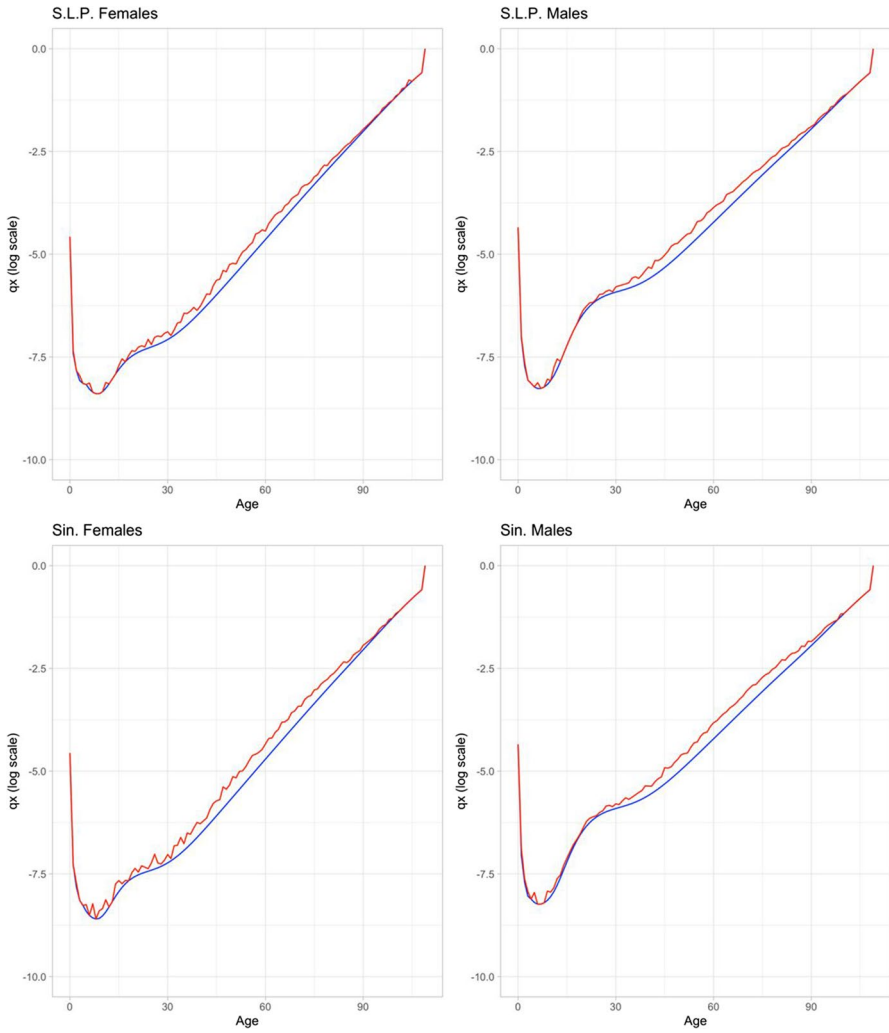 S.L.P. Females
S.L.P. Males
0.0
-2.5
-5.0
-7.5
-10.0
qx (log scale)
0 30 60 90
Age
0.0
-2.5
-5.0
-7.5
-10.0
qx (log scale)
0 30 60 90
Age
Sin. Females
Sin. Males
0.0
-2.5
-5.0
-7.5
-10.0
qx (log scale)
0 30 60 90
Age
0.0
-2.5
-5.0
-7.5
-10.0
qx (log scale)
0 30 60 90
Age